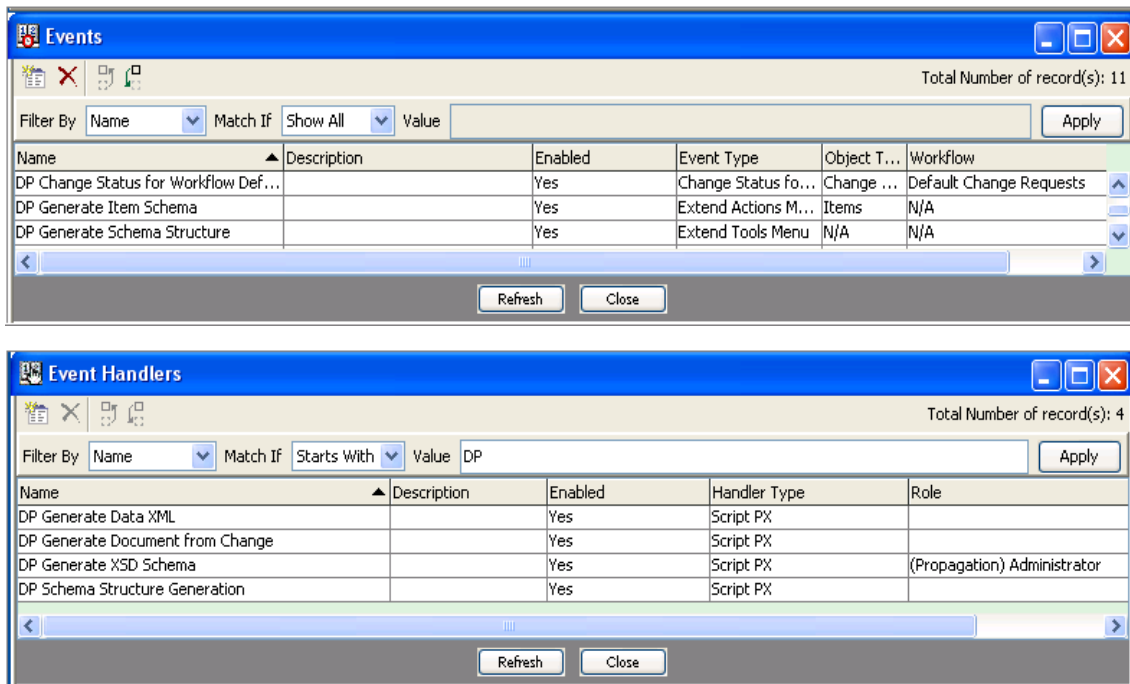 Events
Total Number of record(s): 11
Filter By Name Match If Show All Value Apply
Name Description Enabled Event Type Object T... Workflow
DP Change Status for Workflow Def... Yes Change Status fo... Change ... Default Change Requests
DP Generate Item Schema Yes Extend Actions M... Items N/A
DP Generate Schema Structure Yes Extend Tools Menu N/A N/A
Refresh Close
Event Handlers
Total Number of record(s): 4
Filter By Name Match If Starts With Value DP Apply
Name Description Enabled Handler Type Role
DP Generate Data XML Yes Script PX
DP Generate Document from Change Yes Script PX
DP Generate XSD Schema Yes Script PX (Propagation) Administrator
DP Schema Structure Generation Yes Script PX
Refresh Close